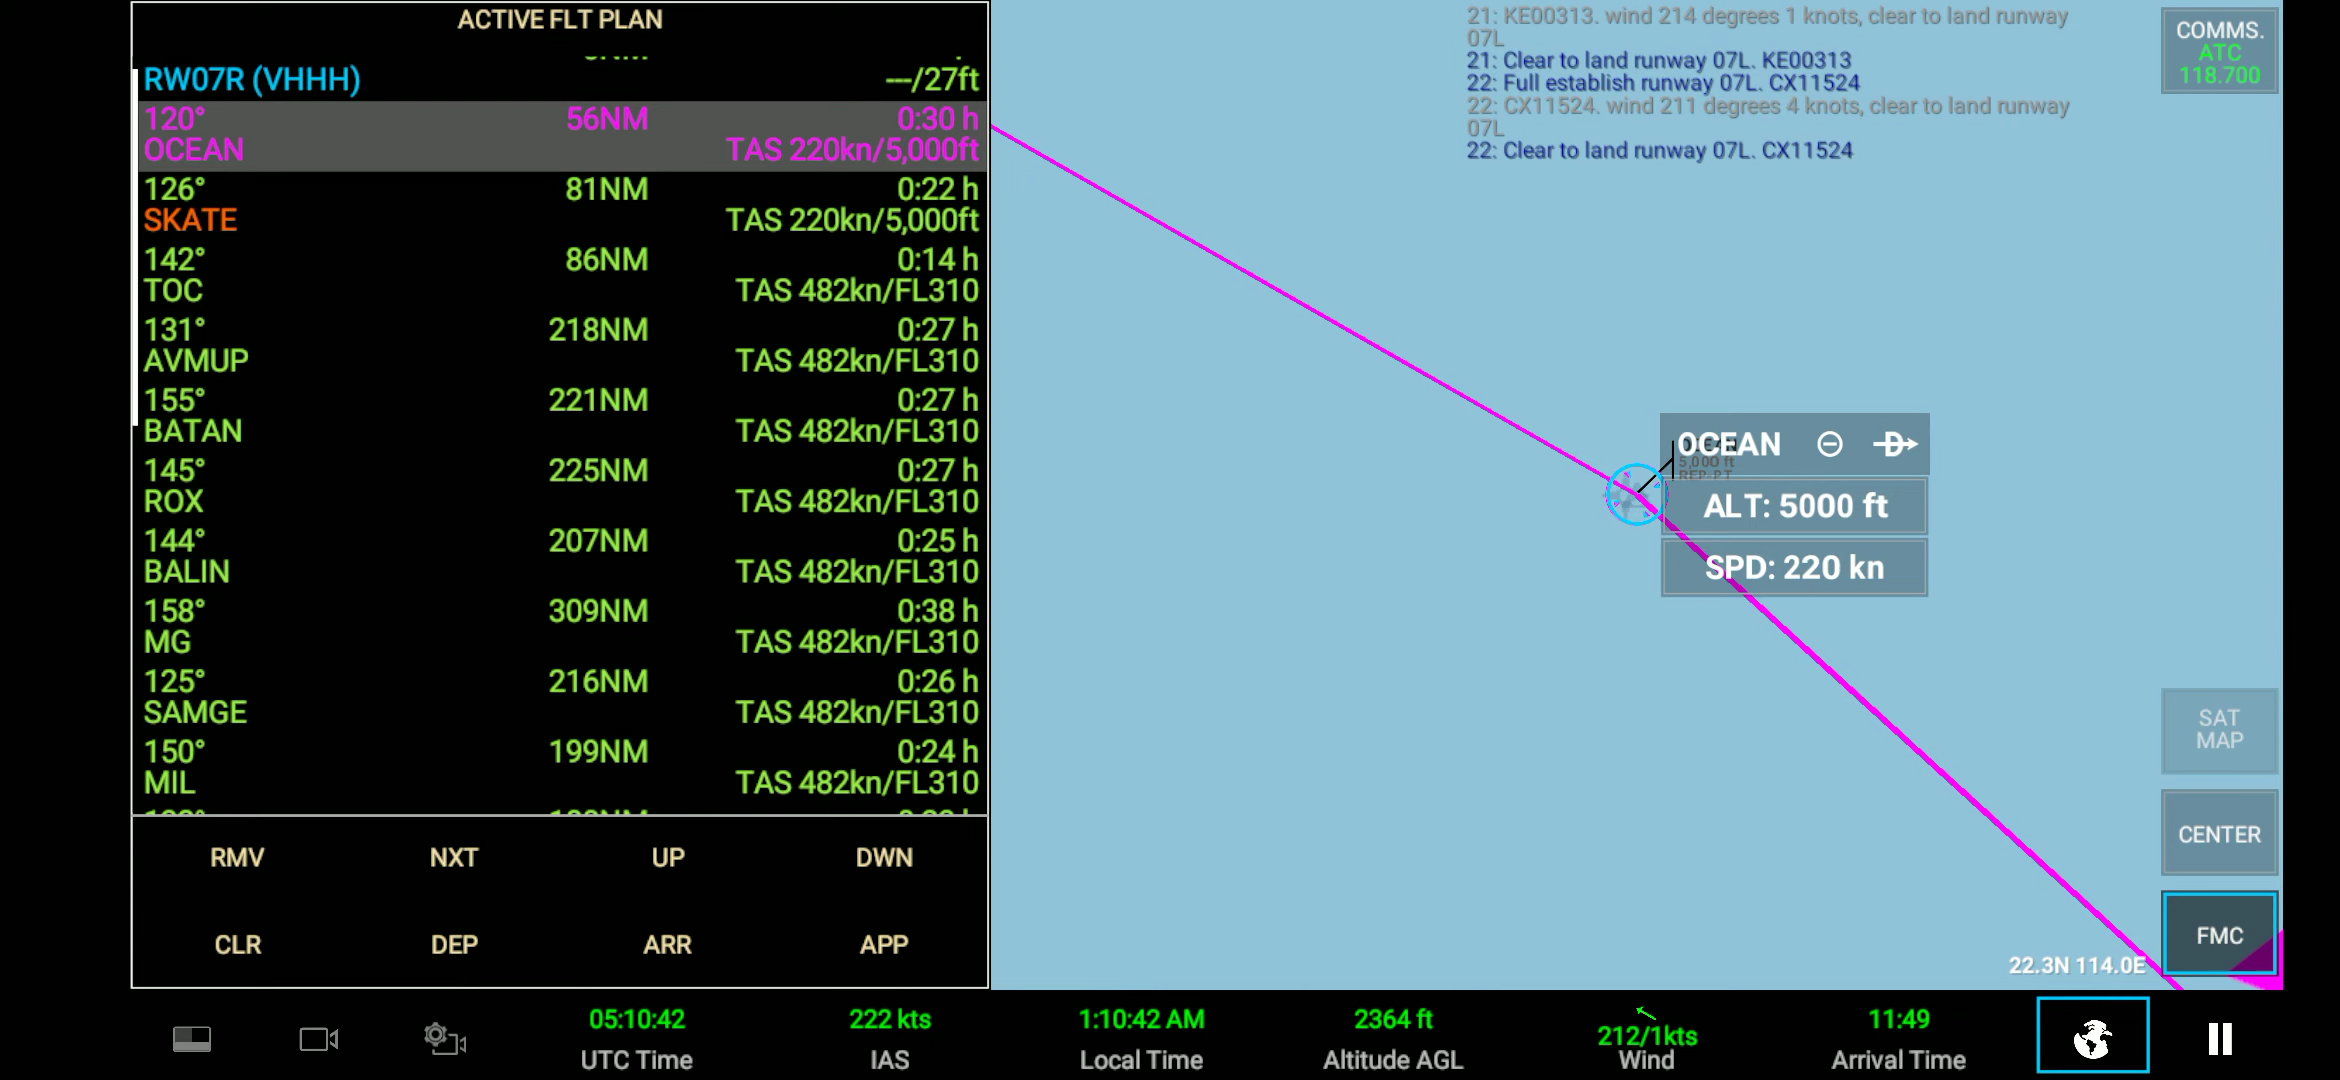 ACTIVE FLT PLAN
RW07R (VHHH) ---/27ft
120° 56NM 0:30 h
OCEAN TAS 220kn/5,000ft
126° 81NM 0:22 h
SKATE TAS 220kn/5,000ft
142° 86NM 0:14 h
TOC TAS 482kn/FL310
131° 218NM 0:27 h
AVMUP TAS 482kn/FL310
155° 221NM 0:27 h
BATAN TAS 482kn/FL310
145° 225NM 0:27 h
ROX TAS 482kn/FL310
144° 207NM 0:25 h
BALIN TAS 482kn/FL310
158° 309NM 0:38 h
MG TAS 482kn/FL310
125° 216NM 0:26 h
SAMGE TAS 482kn/FL310
150° 199NM 0:24 h
MIL TAS 482kn/FL310
RMV NXT UP DWN
CLR DEP ARR APP
21: KE00313. wind 214 degrees 1 knots, clear to land runway
07L
21: Clear to land runway 07L. KE00313
22: Full establish runway 07L. CX11524
22: CX11524. wind 211 degrees 4 knots, clear to land runway
07L
22: Clear to land runway 07L. CX11524
COMMS.
ATC
118.700
OCEAN
5,000 ft
REP-PT
ALT: 5000 ft
SPD: 220 kn
SAT
MAP
CENTER
FMC
22.3N 114.0E
05:10:42
UTC Time
222 kts
IAS
1:10:42 AM
Local Time
2364 ft
Altitude AGL
212/1kts
Wind
11:49
Arrival Time